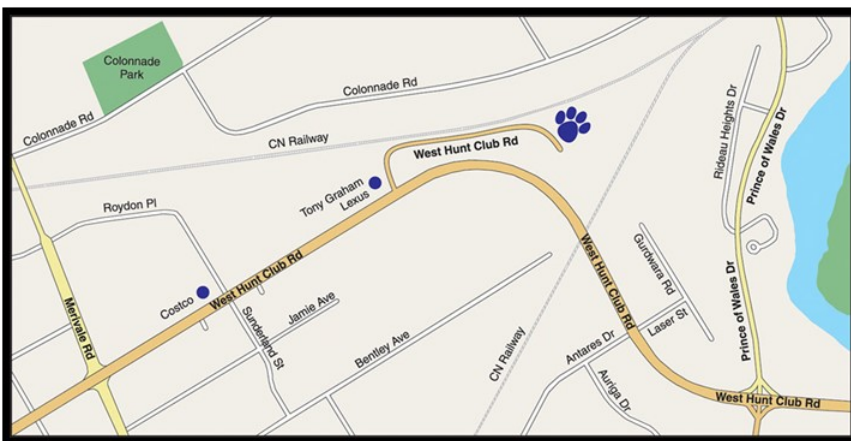 Colonnade
Park
Colonnade Rd
Colonnade Rd
CN Railway
West Hunt Club Rd
Rideau Heights Dr
Prince of Wales Dr
Tony Graham
Lexus
Roydon Pl
Gurdwara Rd
West Hunt Club Rd
West Hunt Club Rd
Costco
Merivale Rd
Sunderland St
Jamie Ave
Bentley Ave
CN Railway
Antares Dr
Laser St
Prince of Wales Dr
Auriga Dr
West Hunt Club Rd